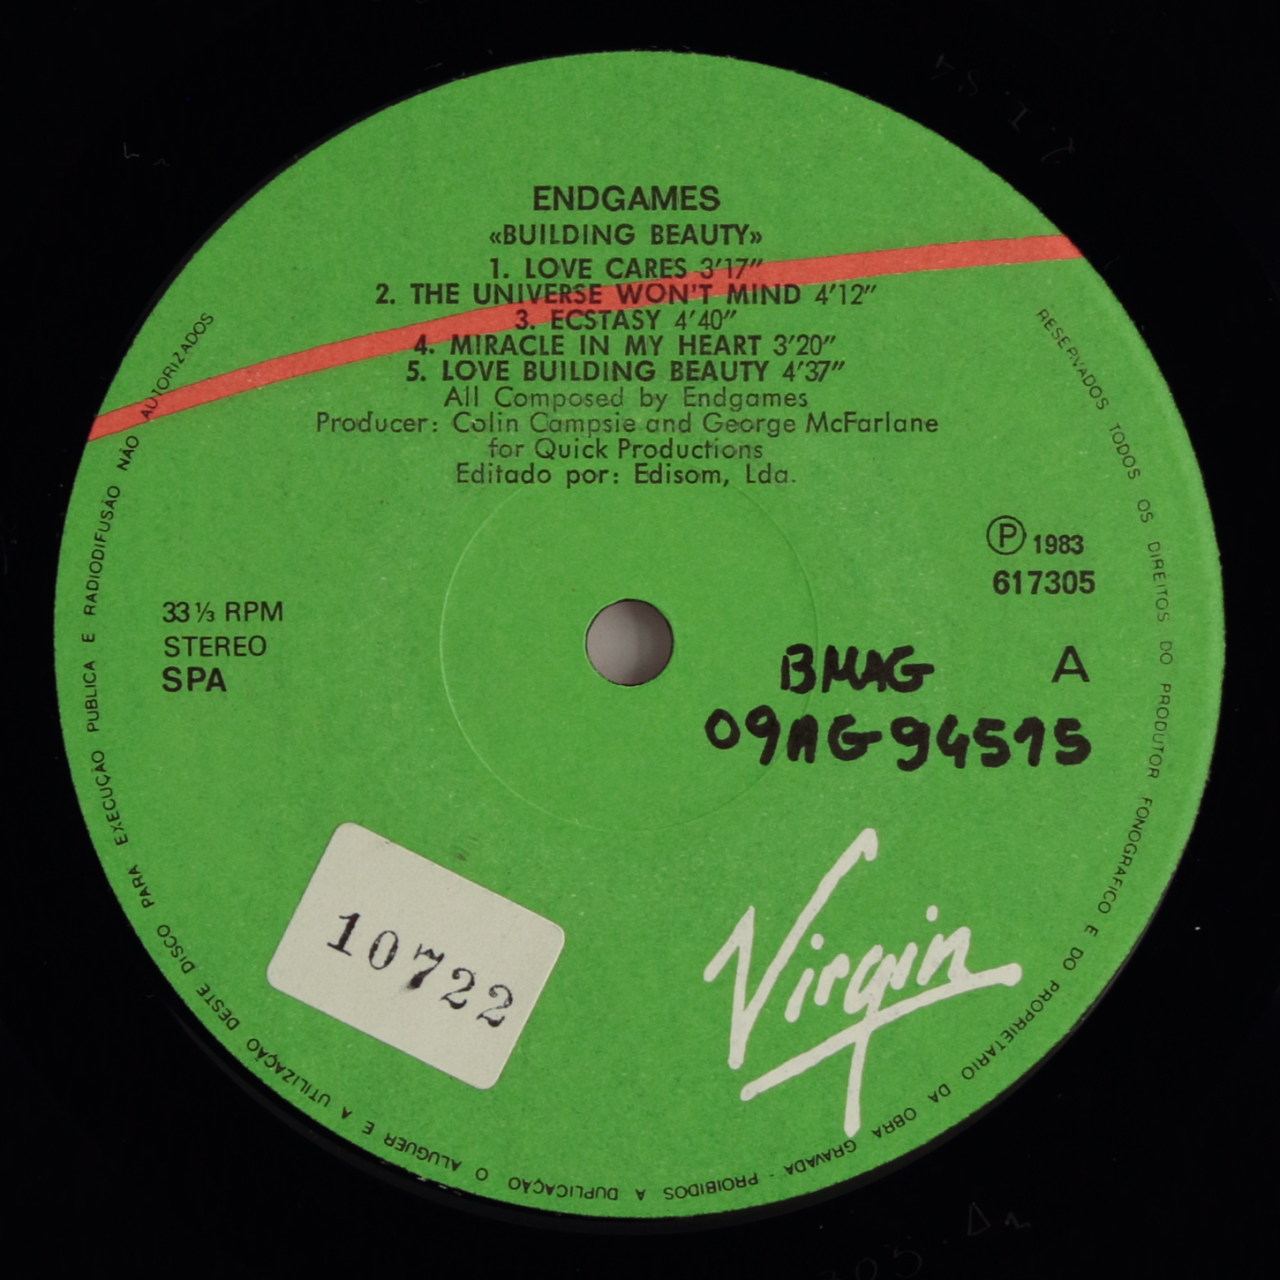 ENDGAMES
«BUILDING BEAUTY»
1. LOVE CARES 3'17"
2. THE UNIVERSE WON'T MIND 4'12"
3. ECSTASY 4'40"
4. MIRACLE IN MY HEART 3'20"
5. LOVE BUILDING BEAUTY 4'37"
All Composed by Endgames
Producer: Colin Campsie and George McFarlane
for Quick Productions
Editado por: Edisom, Lda.
Ⓟ 1983
617305
33 ⅓ RPM
STEREO
SPA
A
BMAG
09AG94515
10722
Virgin
RESERVADOS TODOS OS DIREITOS DO PRODUTOR FONOGRAFICO E DO PROPRIETARIO DA OBRA GRAVADA - PROIBIDOS A DUPLICAÇÃO O ALUGUER E A UTILIZAÇÃO DESTE DISCO PARA EXECUÇÃO PUBLICA E RADIODIFUSÃO NÃO AUTORIZADOS